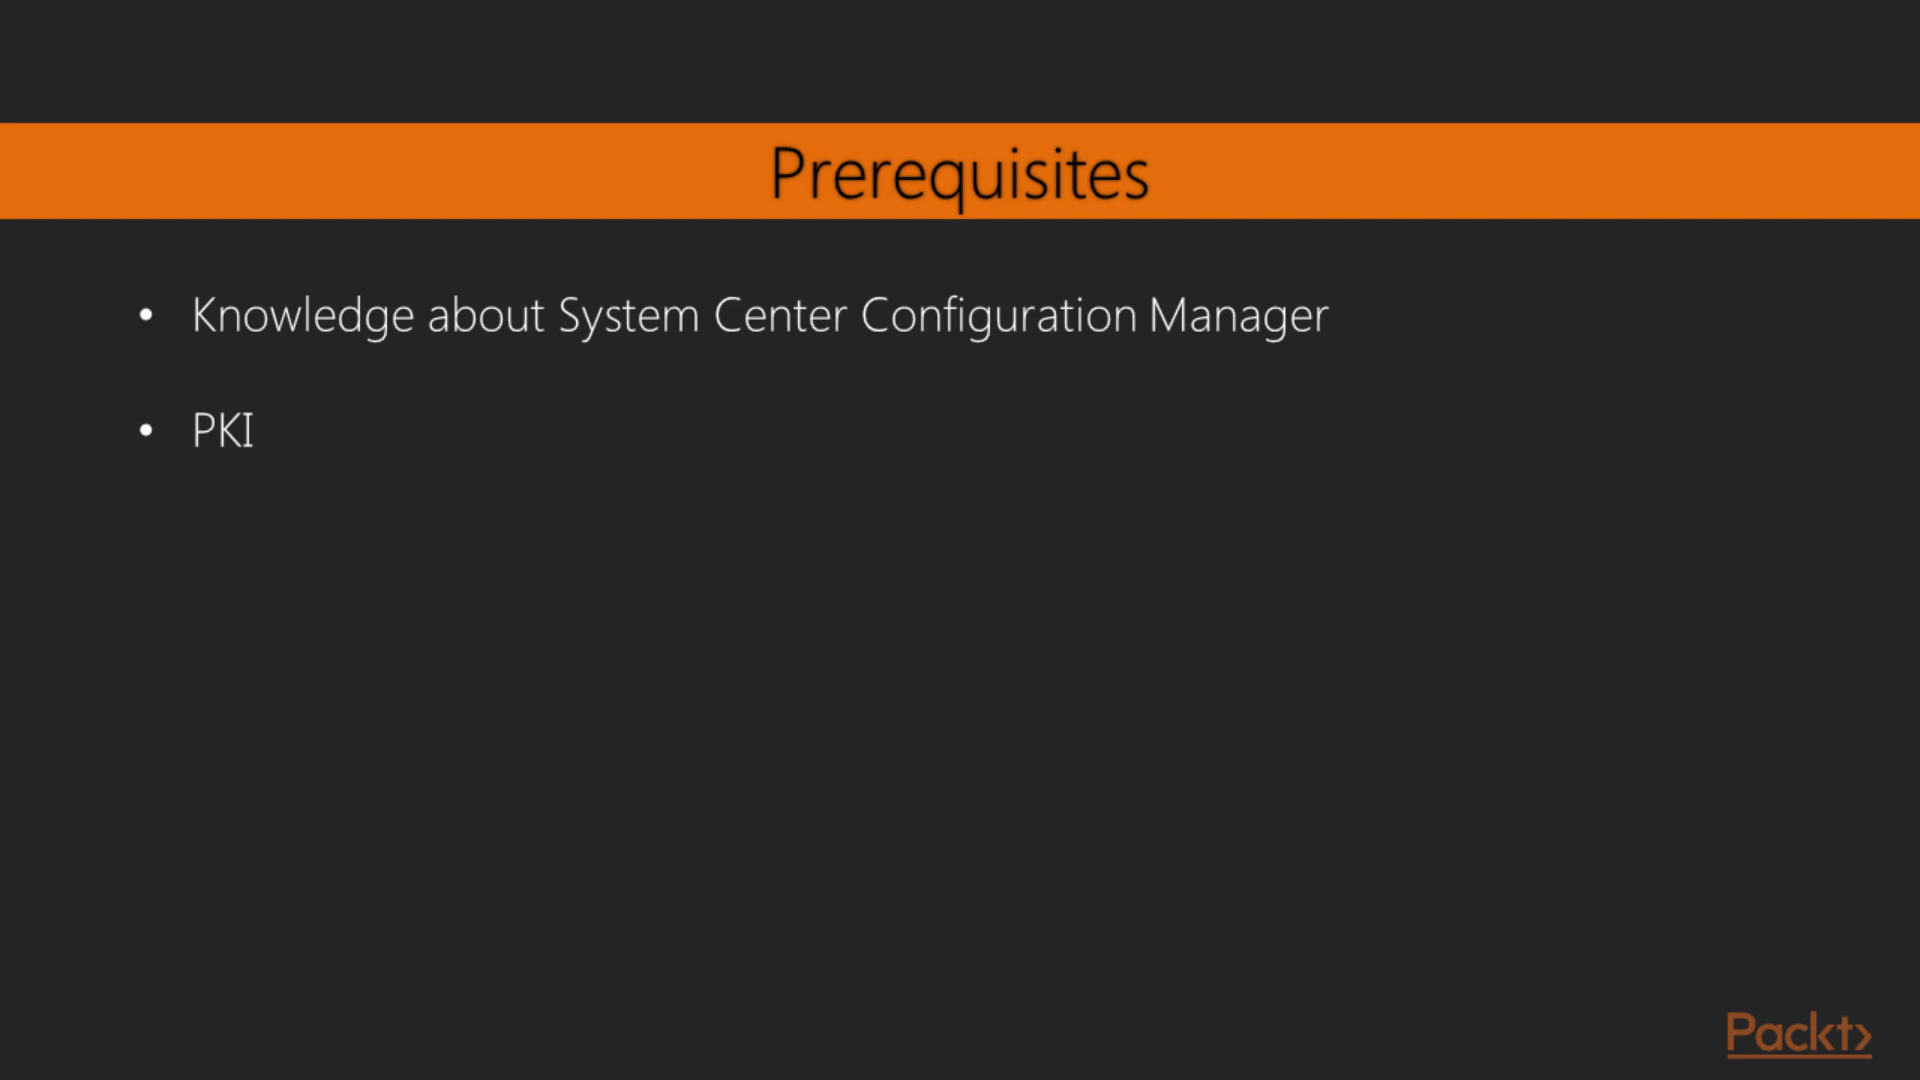 Prerequisites
• Knowledge about System Center Configuration Manager
• PKI
Packt>